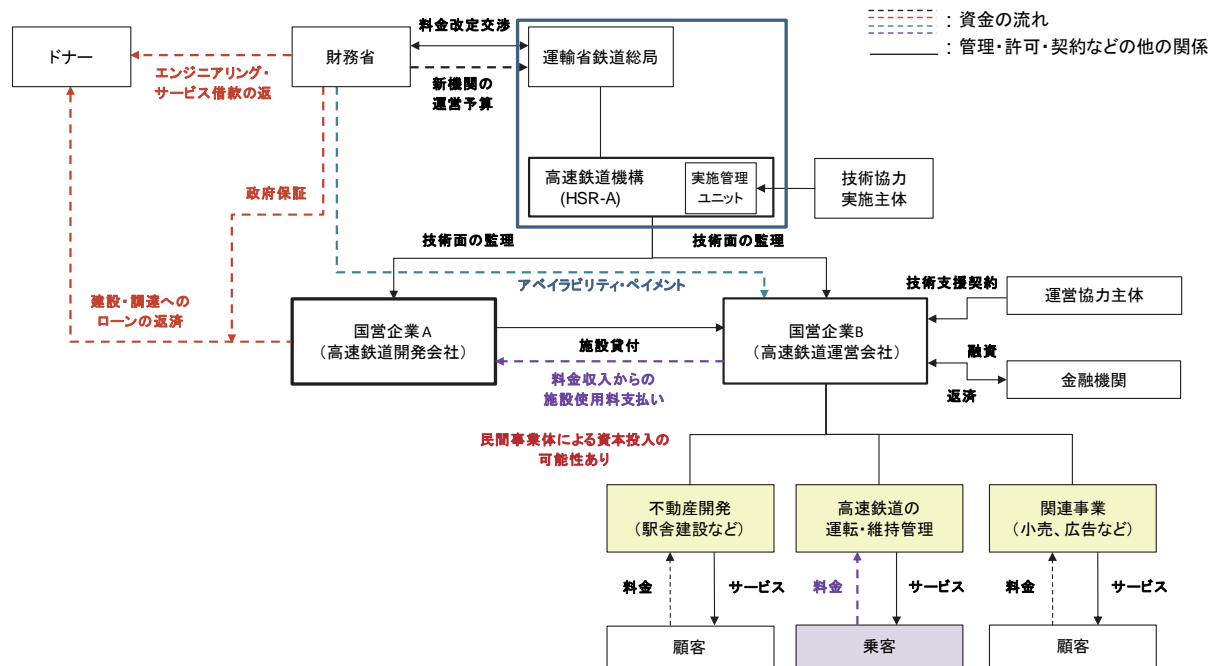 ：資金の流れ
：管理・許可・契約などの他の関係
ドナー
財務省
料金改定交渉
運輸省鉄道総局
エンジニアリング・
サービス借款の返
新機関の
運営予算
高速鉄道機構
(HSR-A)
実施管理
ユニット
技術協力
実施主体
政府保証
技術面の監理
技術面の監理
アベイラビリティ・ペイメント
技術支援契約
運営協力主体
建設・調達への
ローンの返済
国営企業A
（高速鉄道開発会社）
施設貸付
国営企業B
（高速鉄道運営会社）
融資
返済
金融機関
料金収入からの
施設使用料支払い
民間事業体による資本投入の
可能性あり
不動産開発
（駅舎建設など）
高速鉄道の
運転・維持管理
関連事業
（小売、広告など）
料金
サービス
料金
サービス
料金
サービス
顧客
乗客
顧客